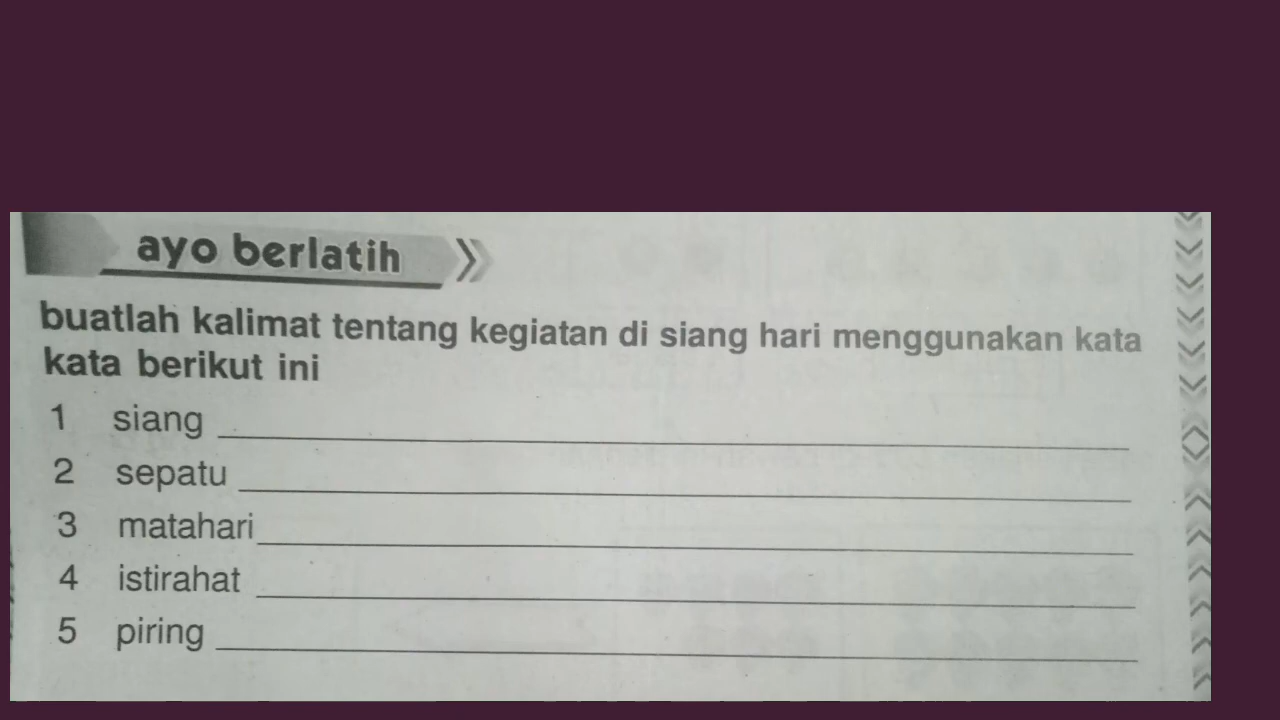 ayo berlatih
buatlah kalimat tentang kegiatan di siang hari menggunakan kata
kata berikut ini
1 siang
2 sepatu
3 matahari
4 istirahat
5 piring